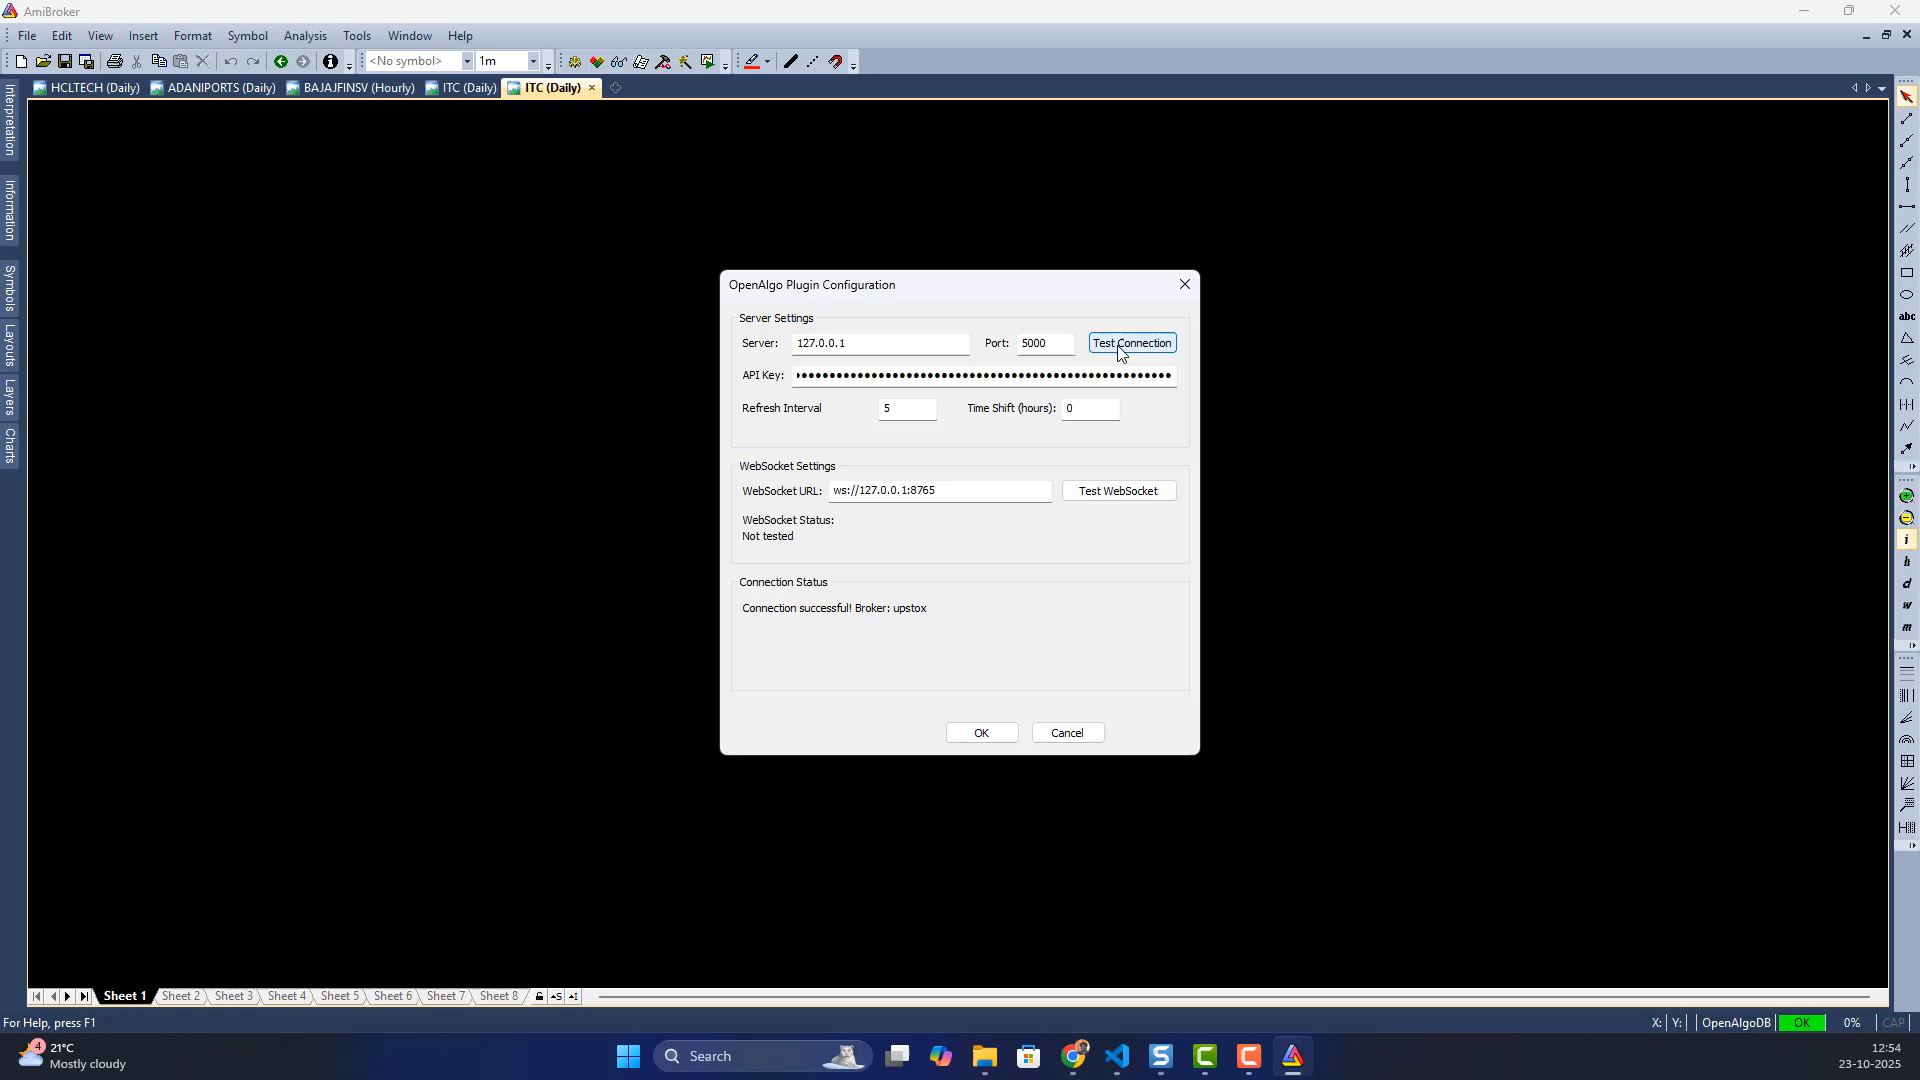 AmiBroker
File Edit View Insert Format Symbol Analysis Tools Window Help
<No symbol> 1m
HCLTECH (Daily) ADANIPORTS (Daily) BAJAJFINSV (Hourly) ITC (Daily) ITC (Daily)
Interpretation
Information
Symbols
Layouts
Layers
Charts
abc
i
h
d
w
m
OpenAlgo Plugin Configuration
Server Settings
Server: 127.0.0.1 Port: 5000 Test Connection
API Key:
Refresh Interval 5 Time Shift (hours): 0
WebSocket Settings
WebSocket URL: ws://127.0.0.1:8765 Test WebSocket
WebSocket Status:
Not tested
Connection Status
Connection successful! Broker: upstox
OK Cancel
Sheet 1 Sheet 2 Sheet 3 Sheet 4 Sheet 5 Sheet 6 Sheet 7 Sheet 8
For Help, press F1 X: Y: OpenAlgoDB OK 0% CAP
4 21°C
Mostly cloudy
Search
12:54
23-10-2025